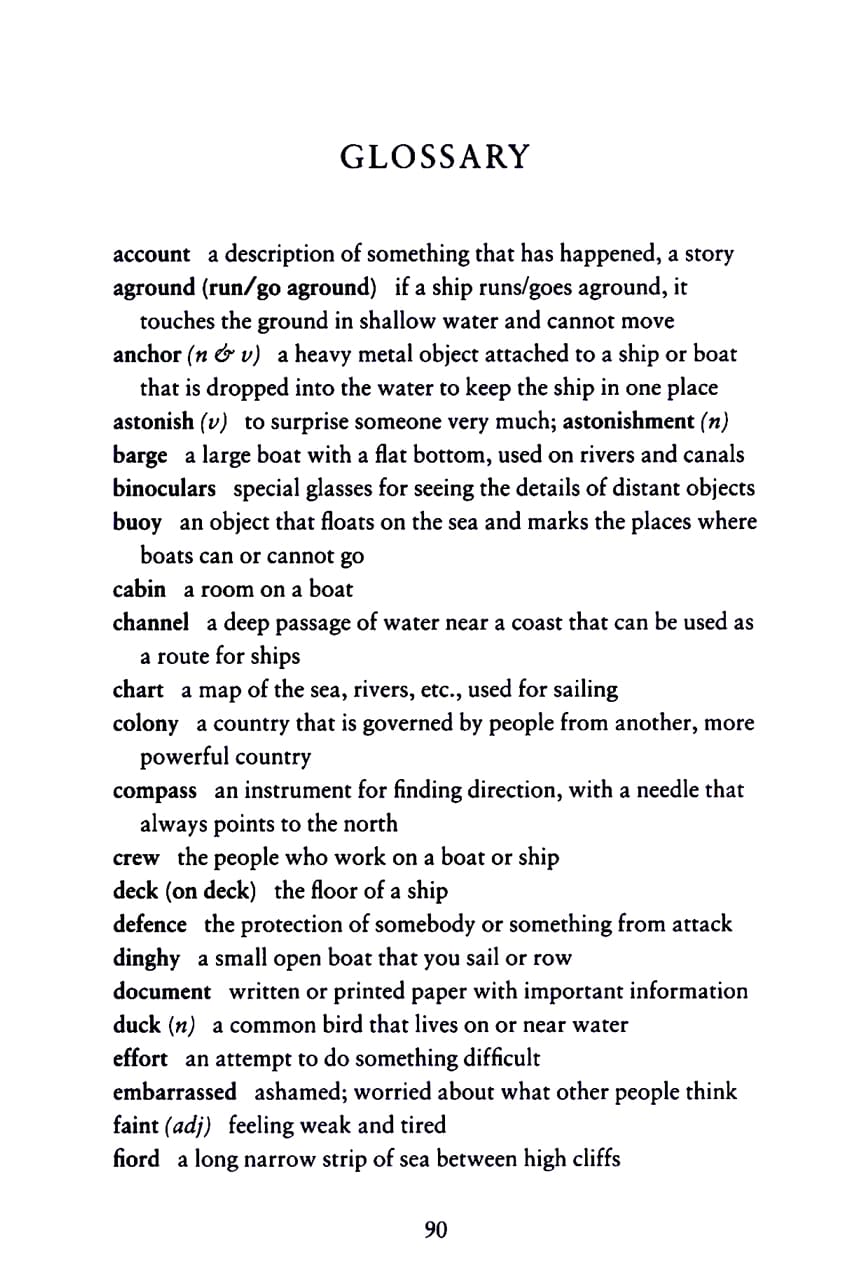 GLOSSARY
account a description of something that has happened, a story
aground (run/go aground) if a ship runs/goes aground, it
touches the ground in shallow water and cannot move
anchor (n & v) a heavy metal object attached to a ship or boat
that is dropped into the water to keep the ship in one place
astonish (v) to surprise someone very much; astonishment (n)
barge a large boat with a flat bottom, used on rivers and canals
binoculars special glasses for seeing the details of distant objects
buoy an object that floats on the sea and marks the places where
boats can or cannot go
cabin a room on a boat
channel a deep passage of water near a coast that can be used as
a route for ships
chart a map of the sea, rivers, etc., used for sailing
colony a country that is governed by people from another, more
powerful country
compass an instrument for finding direction, with a needle that
always points to the north
crew the people who work on a boat or ship
deck (on deck) the floor of a ship
defence the protection of somebody or something from attack
dinghy a small open boat that you sail or row
document written or printed paper with important information
duck (n) a common bird that lives on or near water
effort an attempt to do something difficult
embarrassed ashamed; worried about what other people think
faint (adj) feeling weak and tired
fiord a long narrow strip of sea between high cliffs
90